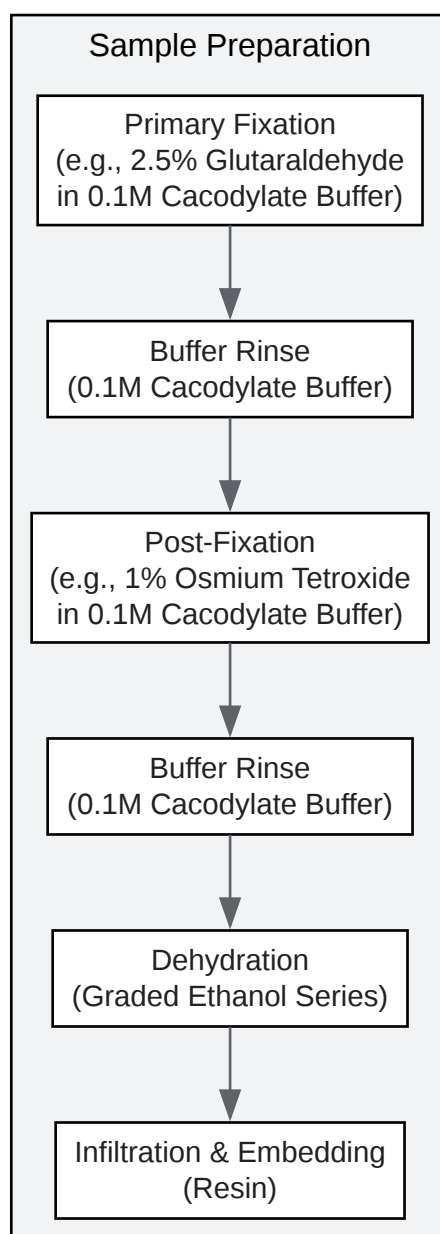 Sample Preparation
Primary Fixation
(e.g., 2.5% Glutaraldehyde
in 0.1M Cacodylate Buffer)
Buffer Rinse
(0.1M Cacodylate Buffer)
Post-Fixation
(e.g., 1% Osmium Tetroxide
in 0.1M Cacodylate Buffer)
Buffer Rinse
(0.1M Cacodylate Buffer)
Dehydration
(Graded Ethanol Series)
Infiltration & Embedding
(Resin)